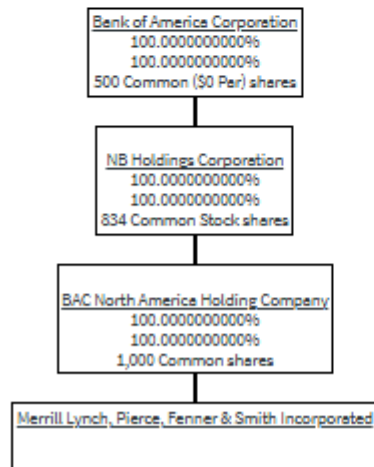 Bank of America Corporation
100.0000000000%
100.0000000000%
500 Common ($0 Par) shares
NB Holdings Corporation
100.0000000000%
100.0000000000%
834 Common Stock shares
BAC North America Holding Company
100.0000000000%
100.0000000000%
1,000 Common shares
Merrill Lynch, Pierce, Fenner & Smith Incorporated